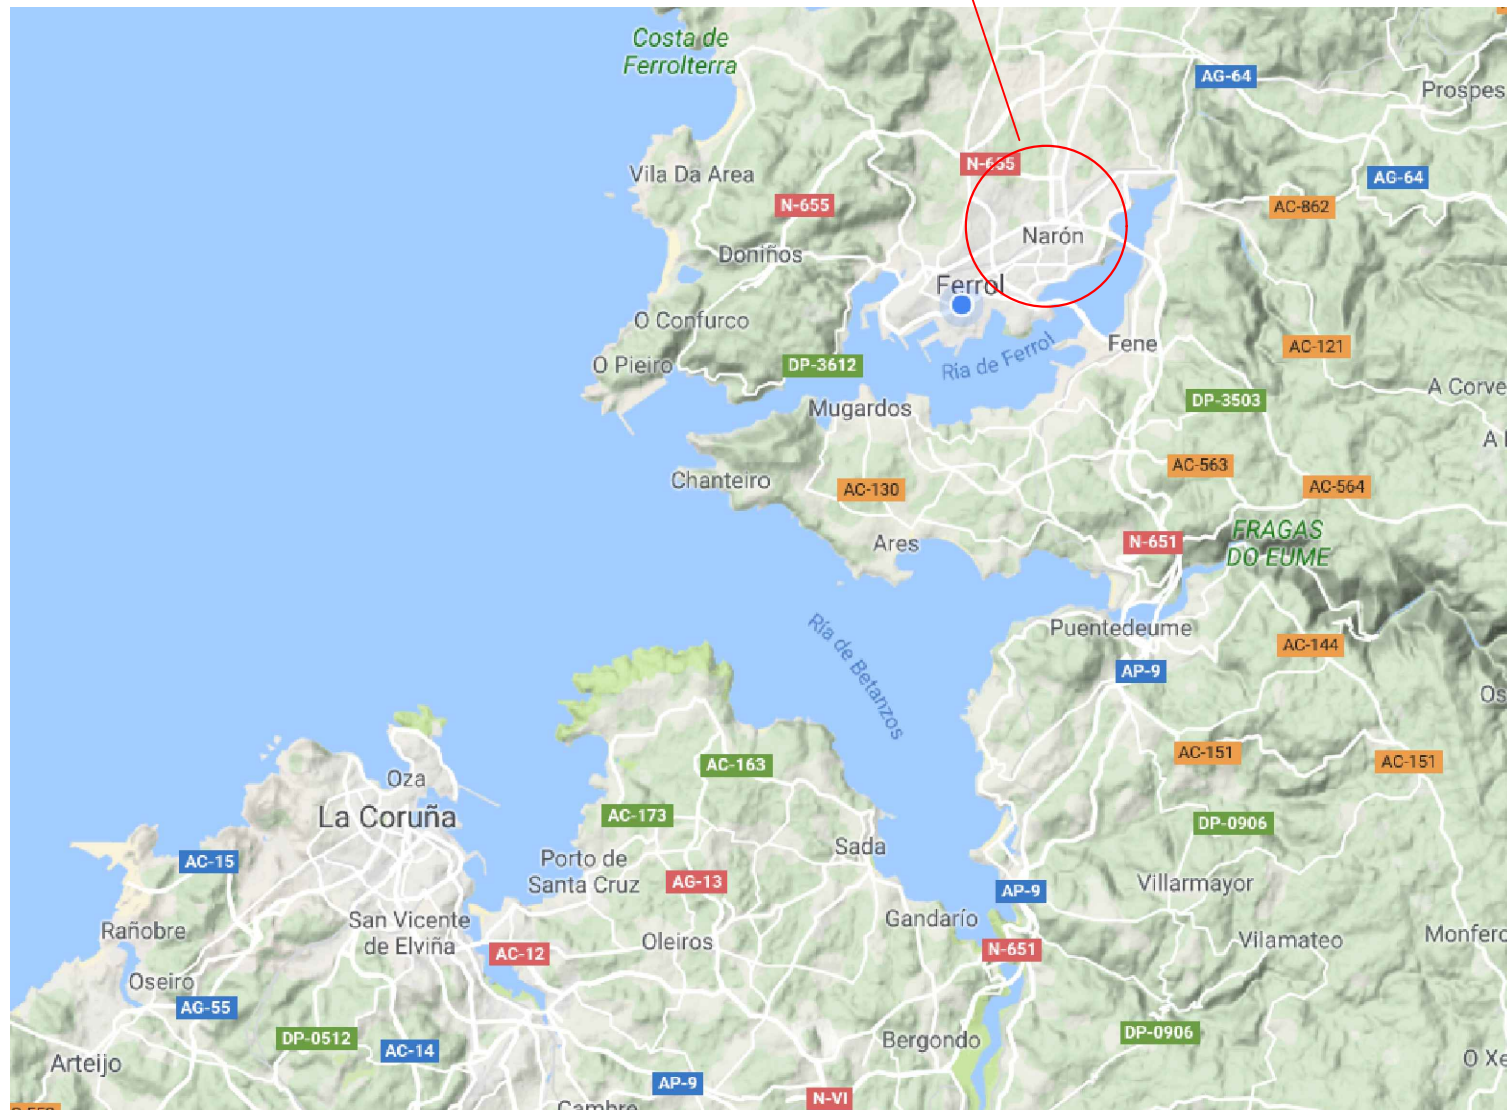 Costa de
Ferrolterra
AG-64
Prospes
N-655
Vila Da Area
AG-64
N-655
AC-862
Narón
Doniños
Ferrol
O Confurco
Ría de Ferrol
Fene
AC-121
O Pieiro
DP-3612
A Corve
DP-3503
Mugardos
A
AC-563
Chanteiro
AC-130
AC-564
FRAGAS
DO EUME
N-651
Ares
Ría de Betanzos
Puentedeume
AC-144
AP-9
Os
AC-151
AC-151
AC-163
Oza
La Coruña
AC-173
DP-0906
Sada
AC-15
Porto de
Santa Cruz
AG-13
AP-9
Villarmayor
Rañobre
San Vicente
de Elviña
Gandarío
Oleiros
AC-12
N-651
Vilamateo
Monferc
Oseiro
AG-55
DP-0512
AC-14
Bergondo
DP-0906
Arteijo
O Xe
AP-9
N-VI
Cambre